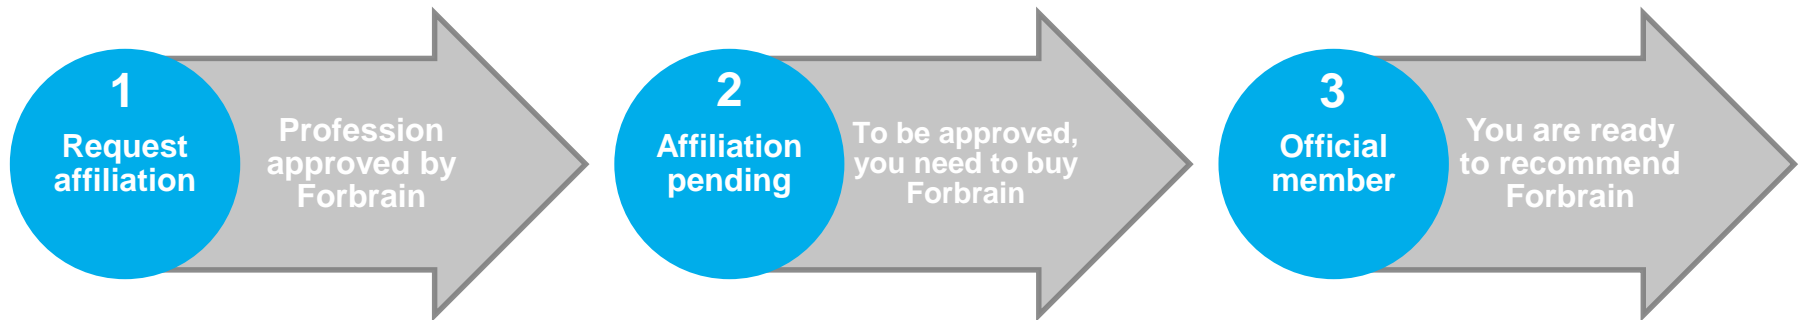 1
Request
affiliation
Profession
approved by
Forbrain
2
Affiliation
pending
To be approved,
you need to buy
Forbrain
3
Official
member
You are ready
to recommend
Forbrain